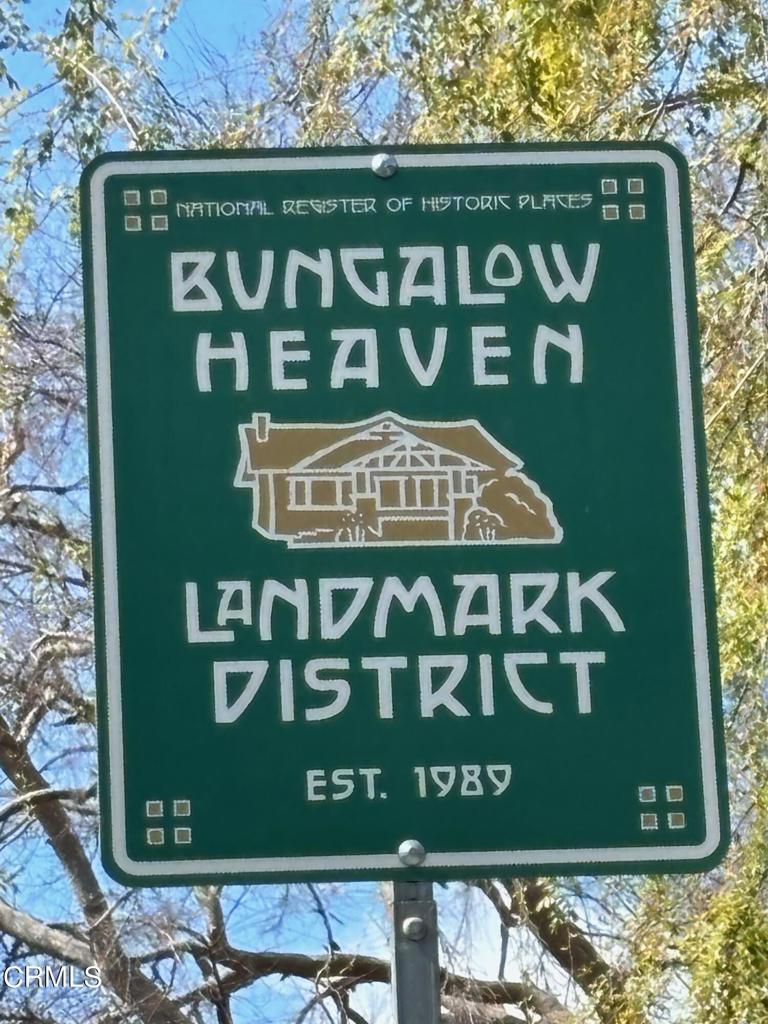 NATIONAL REGISTER OF HISTORIC PLACES
BUNGALOW
HEAVEN
LANDMARK
DISTRICT
EST. 1989
CRMLS